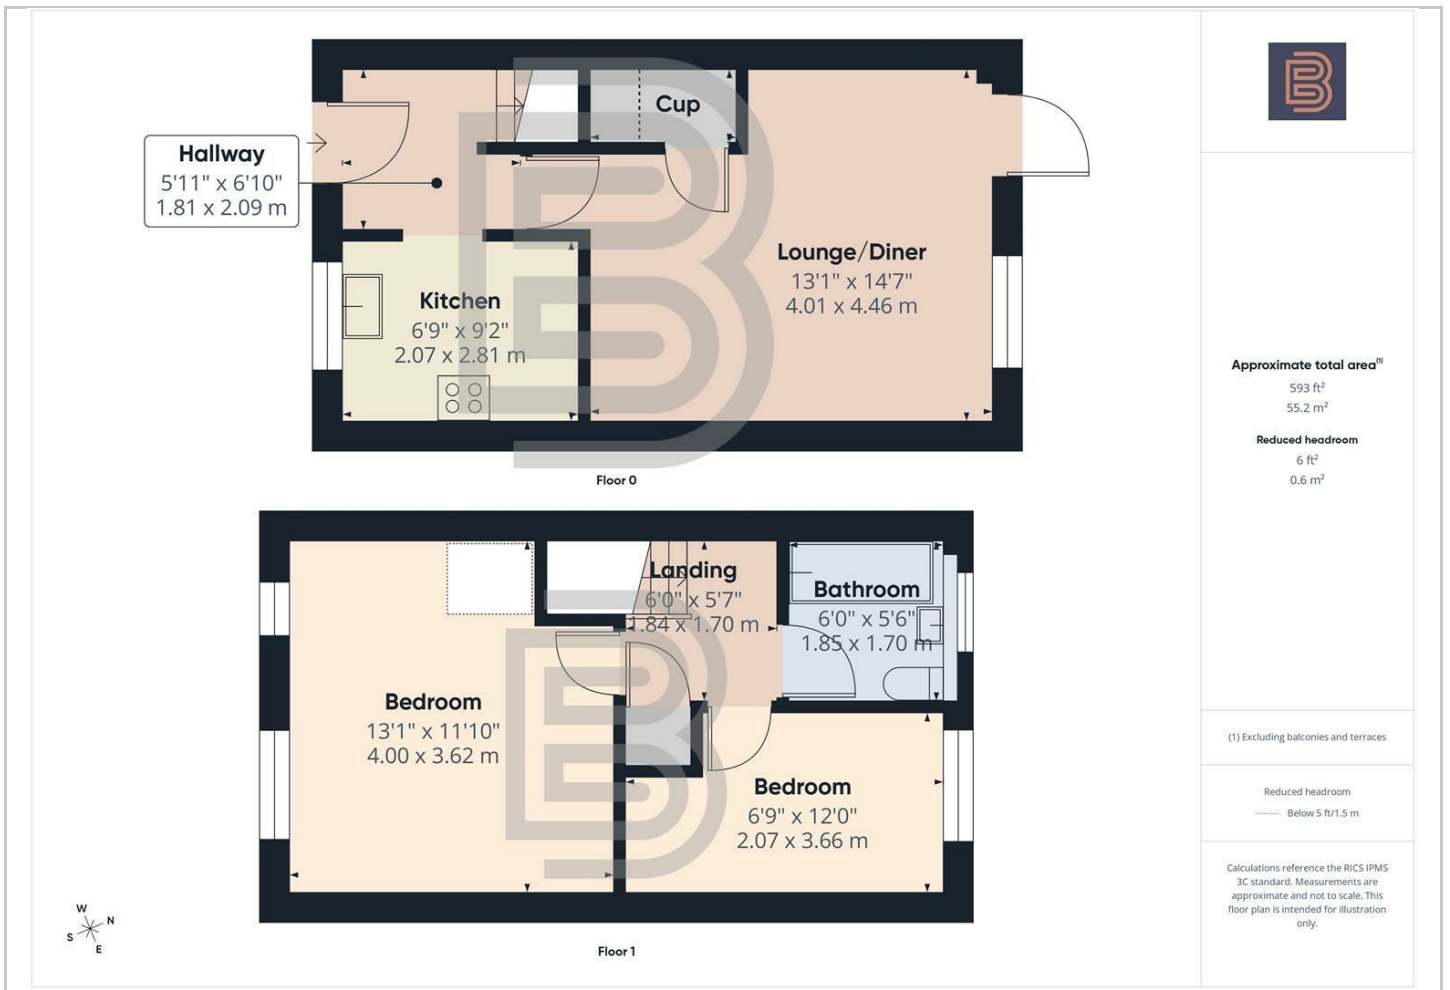 Cup
Hallway
5'11" x 6'10"
1.81 x 2.09 m
Lounge/Diner
13'1" x 14'7"
4.01 x 4.46 m
Kitchen
6'9" x 9'2"
2.07 x 2.81 m
Floor 0
Landing
6'0" x 5'7"
1.84 x 1.70 m
Bathroom
6'0" x 5'6"
1.85 x 1.70 m
Bedroom
13'1" x 11'10"
4.00 x 3.62 m
Bedroom
6'9" x 12'0"
2.07 x 3.66 m
Floor 1
W
N
S
E
B
Approximate total area(1)
593 ft²
55.2 m²
Reduced headroom
6 ft²
0.6 m²
(1) Excluding balconies and terraces
Reduced headroom
Below 5 ft/1.5 m
Calculations reference the RICS IPMS
3C standard. Measurements are
approximate and not to scale. This
floor plan is intended for illustration
only.